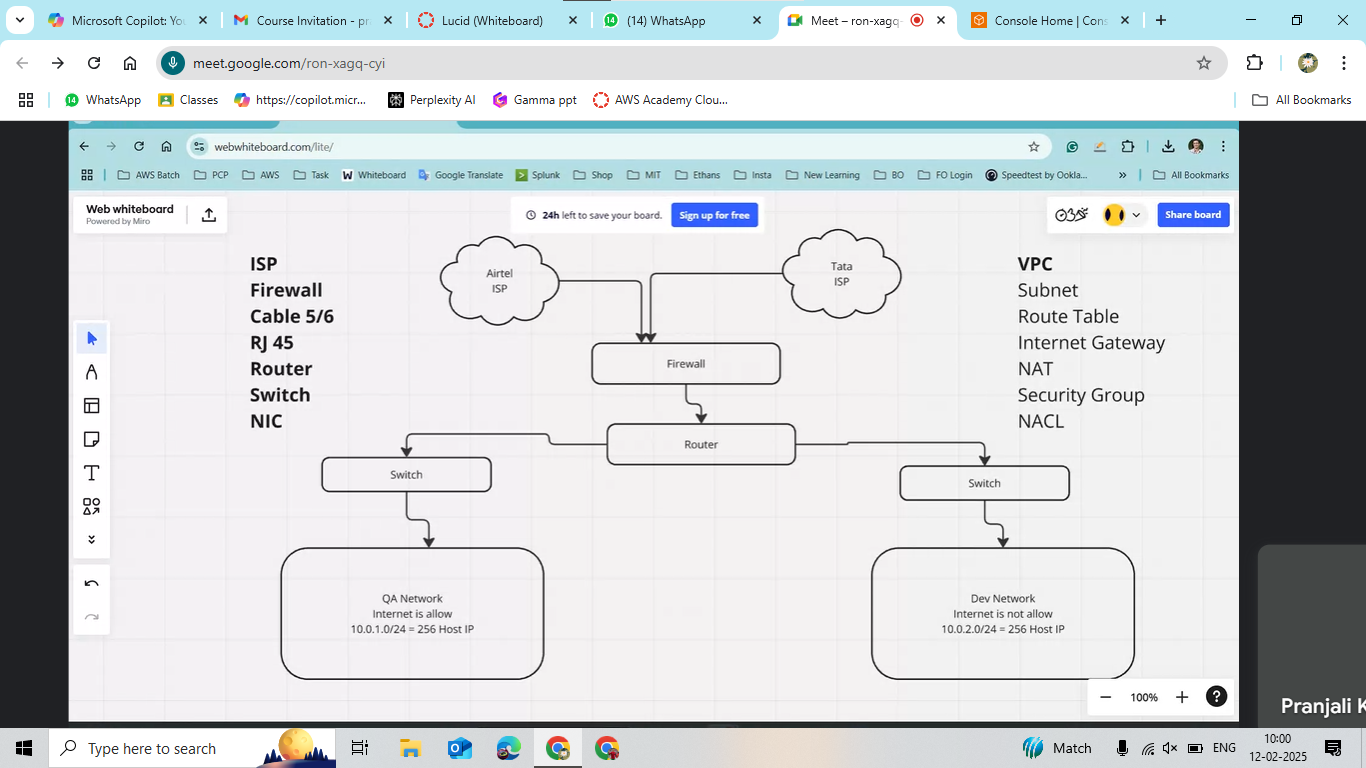 Microsoft Copilot: You
Course Invitation - pr
Lucid (Whiteboard)
(14) WhatsApp
Meet – ron-xagq-
Console Home | Con
meet.google.com/ron-xagq-cyi
WhatsApp
Classes
https://copilot.micr...
Perplexity AI
Gamma ppt
AWS Academy Clou...
All Bookmarks
webwhiteboard.com/lite/
AWS Batch
PCP
AWS
Task
Whiteboard
Google Translate
Splunk
Shop
MIT
Ethans
Insta
New Learning
BO
FO Login
Speedtest by Ookla...
All Bookmarks
Web whiteboard
Powered by Miro
24h left to save your board.
Sign up for free
Share board
ISP
Firewall
Cable 5/6
RJ 45
Router
Switch
NIC
Airtel
ISP
Tata
ISP
VPC
Subnet
Route Table
Internet Gateway
NAT
Security Group
NACL
Firewall
Router
Switch
Switch
QA Network
Internet is allow
10.0.1.0/24 = 256 Host IP
Dev Network
Internet is not allow
10.0.2.0/24 = 256 Host IP
100%
Pranjali K
Type here to search
Match
ENG
10:00
12-02-2025